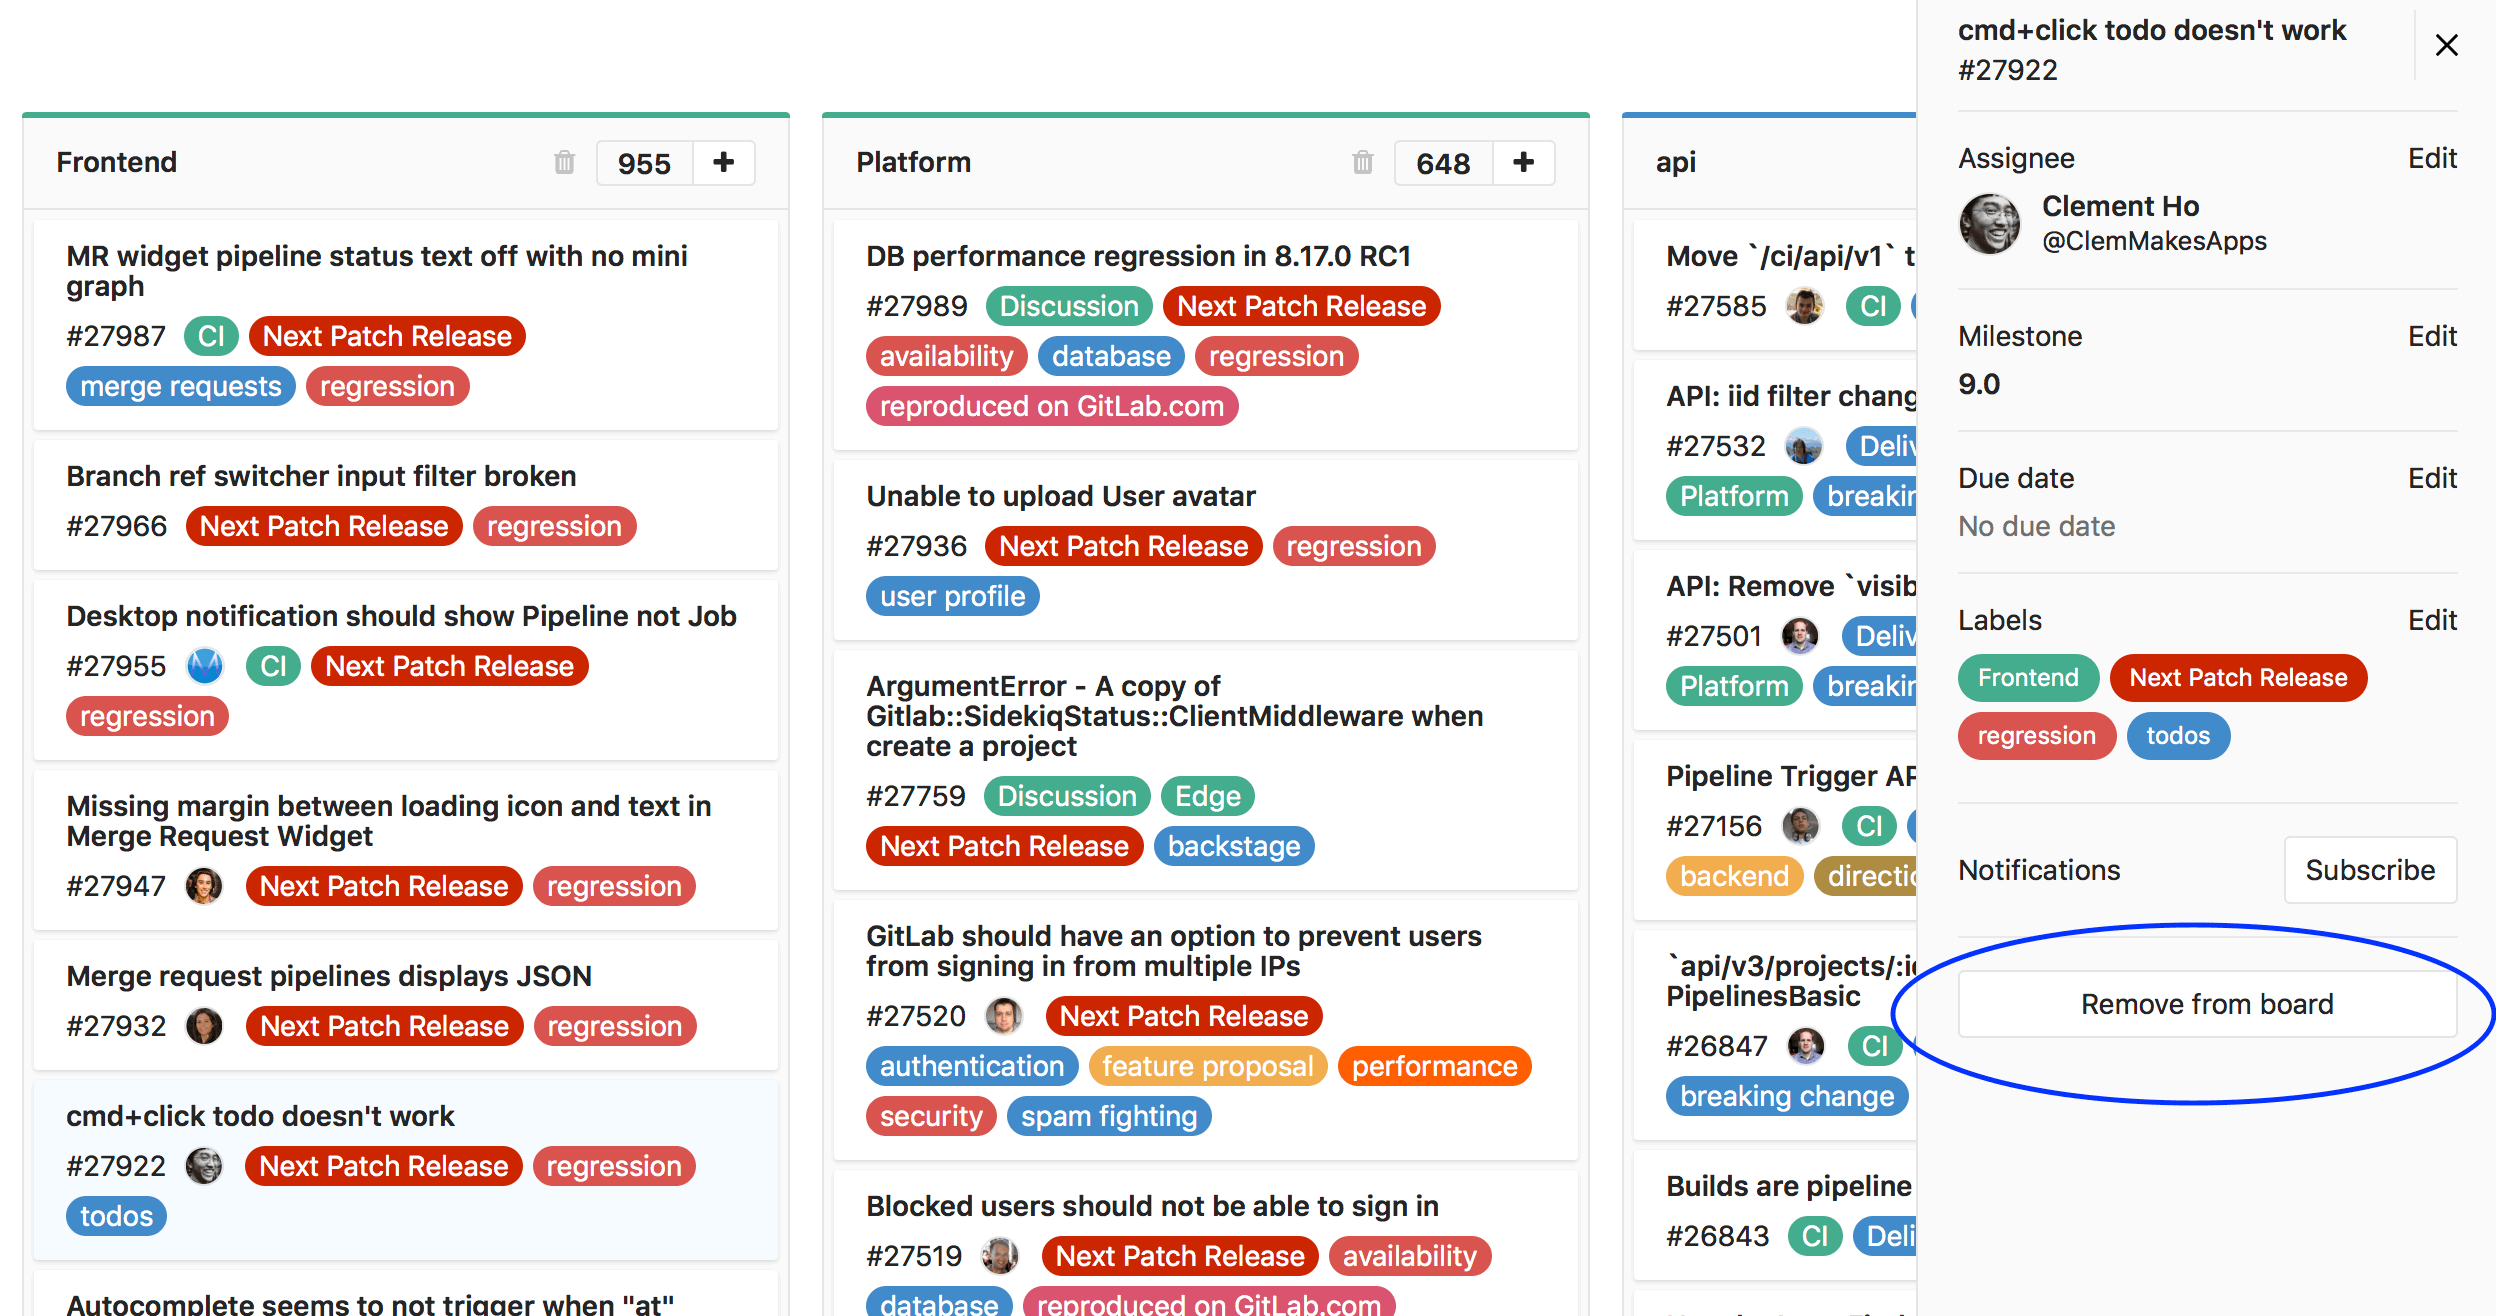 Frontend
955
+
MR widget pipeline status text off with no mini
graph
#27987 CI Next Patch Release
merge requests regression
Branch ref switcher input filter broken
#27966 Next Patch Release regression
Desktop notification should show Pipeline not Job
#27955 CI Next Patch Release
regression
Missing margin between loading icon and text in
Merge Request Widget
#27947 Next Patch Release regression
Merge request pipelines displays JSON
#27932 Next Patch Release regression
cmd+click todo doesn't work
#27922 Next Patch Release regression
todos
Autocomplete seems to not trigger when "at"
Platform
648
+
DB performance regression in 8.17.0 RC1
#27989 Discussion Next Patch Release
availability database regression
reproduced on GitLab.com
Unable to upload User avatar
#27936 Next Patch Release regression
user profile
ArgumentError - A copy of
Gitlab::SidekiqStatus::ClientMiddleware when
create a project
#27759 Discussion Edge
Next Patch Release backstage
GitLab should have an option to prevent users
from signing in from multiple IPs
#27520 Next Patch Release
authentication feature proposal performance
security spam fighting
Blocked users should not be able to sign in
#27519 Next Patch Release availability
database reproduced on GitLab.com
api
Move `/ci/api/v1` t
#27585 CI
API: iid filter chang
#27532 Deliv
Platform breakin
API: Remove `visib
#27501 Deliv
Platform breakin
Pipeline Trigger AP
#27156 CI
backend directio
`api/v3/projects/:id
PipelinesBasic
#26847 CI
breaking change
Builds are pipeline
#26843 CI Deli
cmd+click todo doesn't work
#27922
Assignee Edit
Clement Ho
@ClemMakesApps
Milestone Edit
9.0
Due date Edit
No due date
Labels Edit
Frontend Next Patch Release
regression todos
Notifications Subscribe
Remove from board